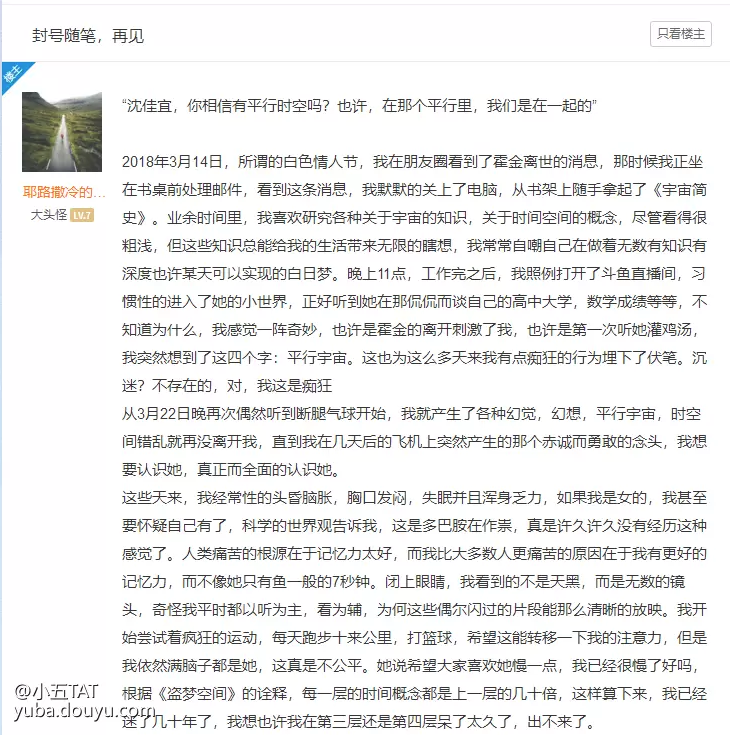 封号随笔，再见
只看楼主
楼主
“沈佳宜，你相信有平行时空吗？也许，在那个平行里，我们是在一起的”
耶路撒冷的...
大头怪 LV.7
2018年3月14日，所谓的白色情人节，我在朋友圈看到了霍金离世的消息，那时候我正坐
在书桌前处理邮件，看到这条消息，我默默的关上了电脑，从书架上随手拿起了《宇宙简
史》。业余时间里，我喜欢研究各种关于宇宙的知识，关于时间空间的概念，尽管看得很
粗浅，但这些知识总能给我的生活带来无限的瞎想，我常常自嘲自己在做着无数有知识有
深度也许某天可以实现的白日梦。晚上11点，工作完之后，我照例打开了斗鱼直播间，习
惯性的进入了她的小世界，正好听到她在那侃侃而谈自己的高中大学，数学成绩等等，不
知道为什么，我感觉一阵奇妙，也许是霍金的离开刺激了我，也许是第一次听她灌鸡汤，
我突然想到了这四个字：平行宇宙。这也为这么多天来我有点痴狂的行为埋下了伏笔。沉
迷？不存在的，对，我这是痴狂
从3月22日晚再次偶然听到断腿气球开始，我就产生了各种幻觉，幻想，平行宇宙，时空
间错乱就再没离开我，直到我在几天后的飞机上突然产生的那个赤诚而勇敢的念头，我想
要认识她，真正而全面的认识她。
这些天来，我经常性的头昏脑胀，胸口发闷，失眠并且浑身乏力，如果我是女的，我甚至
要怀疑自己有了，科学的世界观告诉我，这是多巴胺在作祟，真是许久许久没有经历这种
感觉了。人类痛苦的根源在于记忆力太好，而我比大多数人更痛苦的原因在于我有更好的
记忆力，而不像她只有鱼一般的7秒钟。闭上眼睛，我看到的不是天黑，而是无数的镜
头，奇怪我平时都以听为主，看为辅，为何这些偶尔闪过的片段能那么清晰的放映。我开
始尝试着疯狂的运动，每天跑步十来公里，打篮球，希望这能转移一下我的注意力，但是
我依然满脑子都是她，这真是不公平。她说希望大家喜欢她慢一点，我已经很慢了好吗，
根据《盗梦空间》的诠释，每一层的时间概念都是上一层的几十倍，这样算下来，我已经
迷了几十年了，我想也许我在第三层还是第四层呆了太久了，出不来了。
@小五TAT
yuba.douyu.com